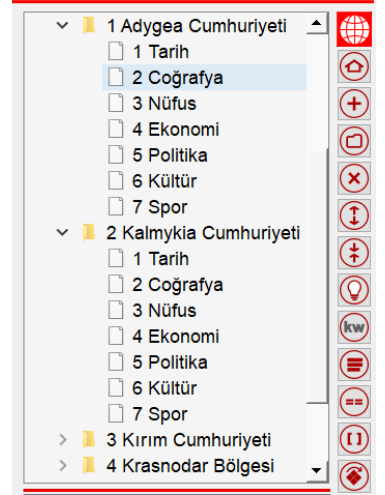 1 Adygea Cumhuriyeti
1 Tarih
2 Coğrafya
3 Nüfus
4 Ekonomi
5 Politika
6 Kültür
7 Spor
2 Kalmykia Cumhuriyeti
1 Tarih
2 Coğrafya
3 Nüfus
4 Ekonomi
5 Politika
6 Kültür
7 Spor
3 Kırım Cumhuriyeti
4 Krasnodar Bölgesi
kw
==
[ ]